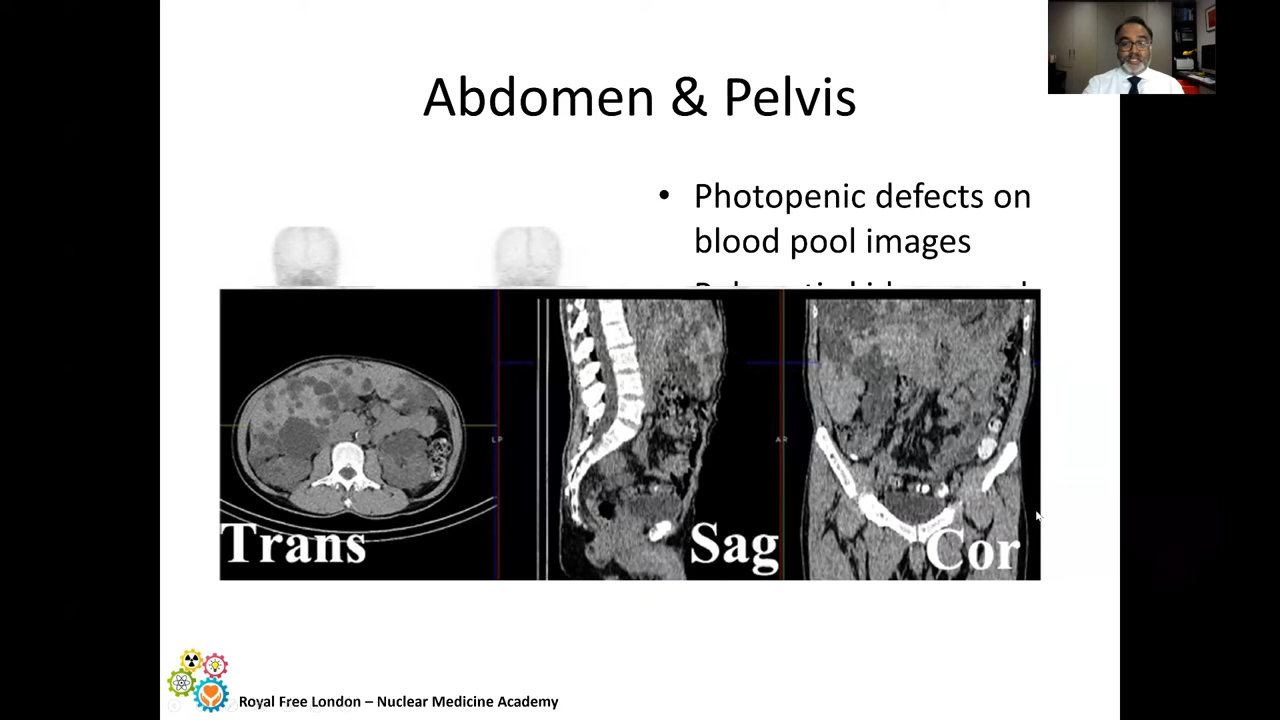 Abdomen & Pelvis
• Photopenic defects on
blood pool images
L P
A R
Trans
Sag
Cor
Royal Free London – Nuclear Medicine Academy